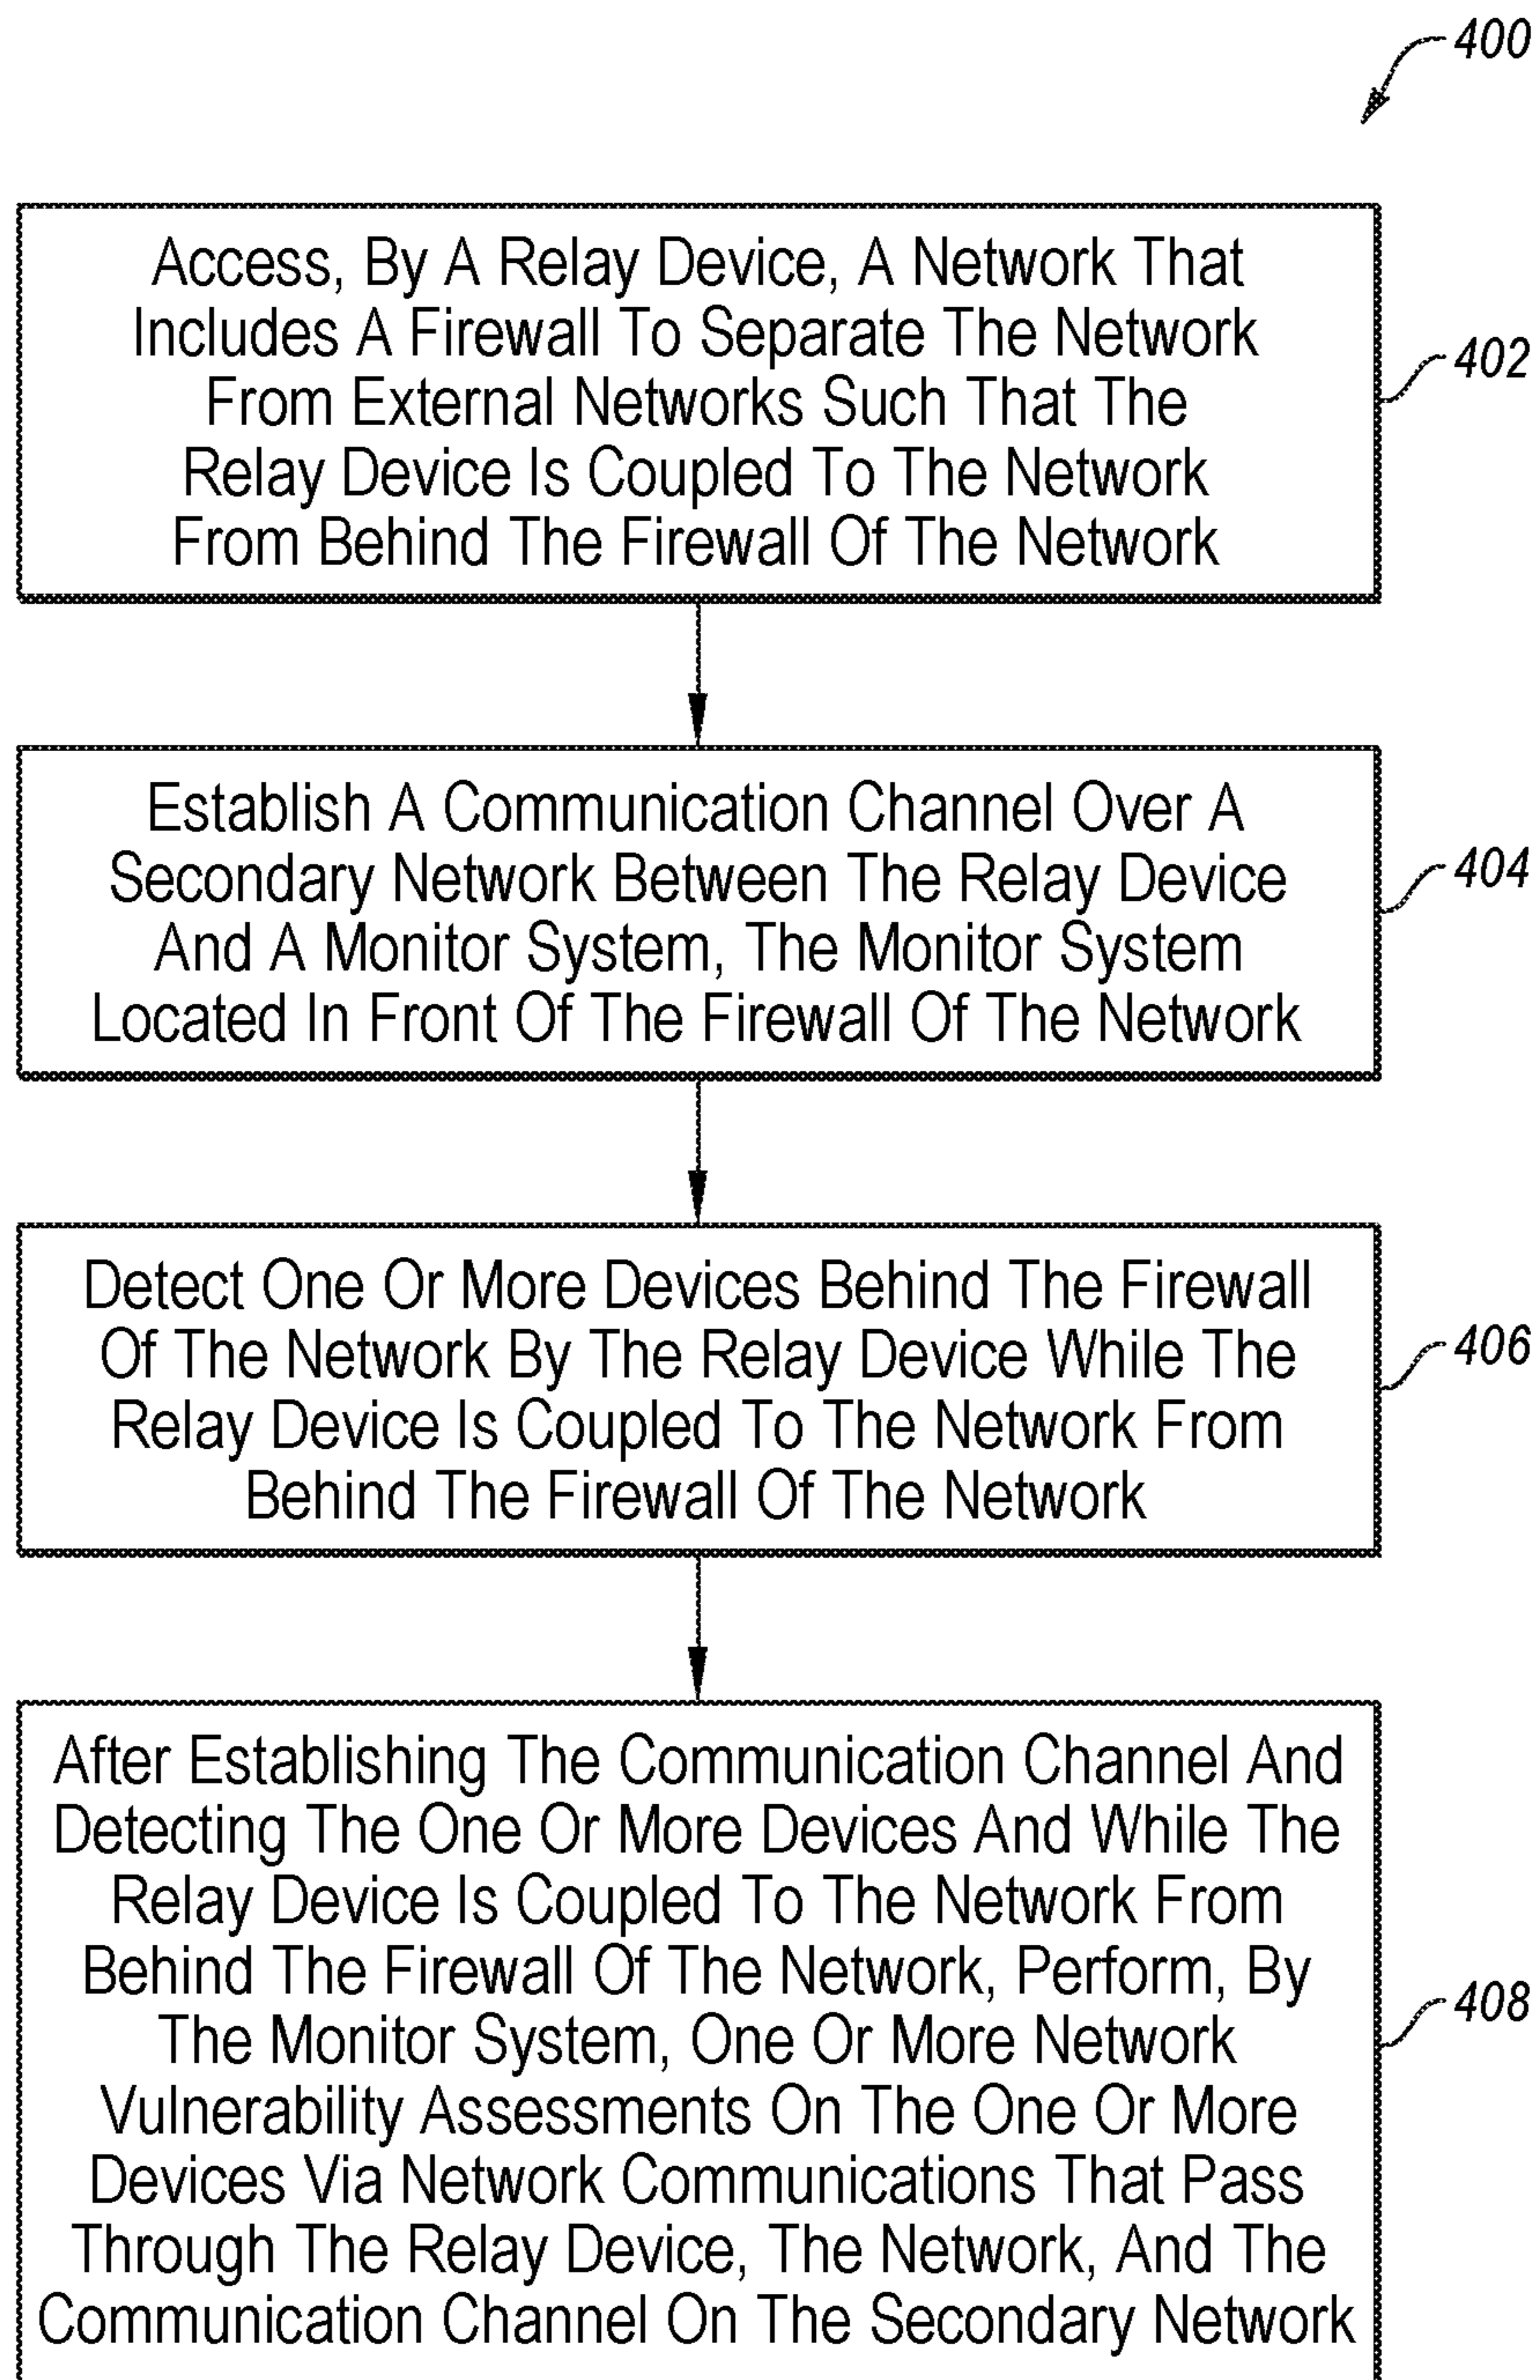 400
Access, By A Relay Device, A Network That
Includes A Firewall To Separate The Network
From External Networks Such That The
Relay Device Is Coupled To The Network
From Behind The Firewall Of The Network
402
Establish A Communication Channel Over A
Secondary Network Between The Relay Device
And A Monitor System, The Monitor System
Located In Front Of The Firewall Of The Network
404
Detect One Or More Devices Behind The Firewall
Of The Network By The Relay Device While The
Relay Device Is Coupled To The Network From
Behind The Firewall Of The Network
406
After Establishing The Communication Channel And
Detecting The One Or More Devices And While The
Relay Device Is Coupled To The Network From
Behind The Firewall Of The Network, Perform, By
The Monitor System, One Or More Network
Vulnerability Assessments On The One Or More
Devices Via Network Communications That Pass
Through The Relay Device, The Network, And The
Communication Channel On The Secondary Network
408